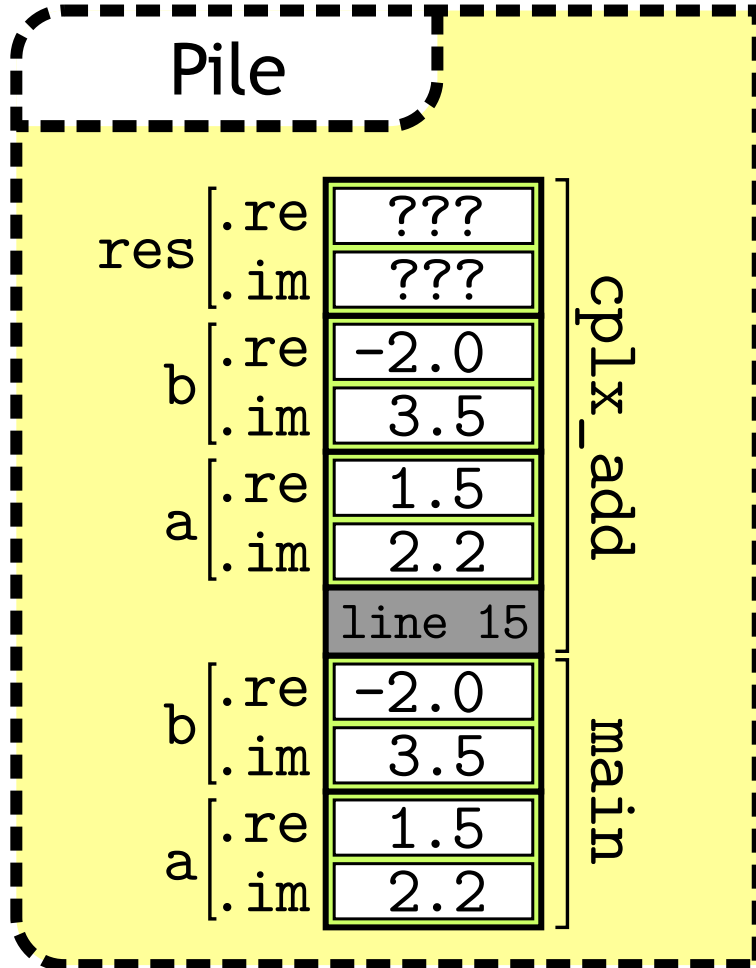 Pile
res .re ???
.im ???
b .re -2.0
.im 3.5
a .re 1.5
.im 2.2
line 15
cplx_add
b .re -2.0
.im 3.5
a .re 1.5
.im 2.2
main